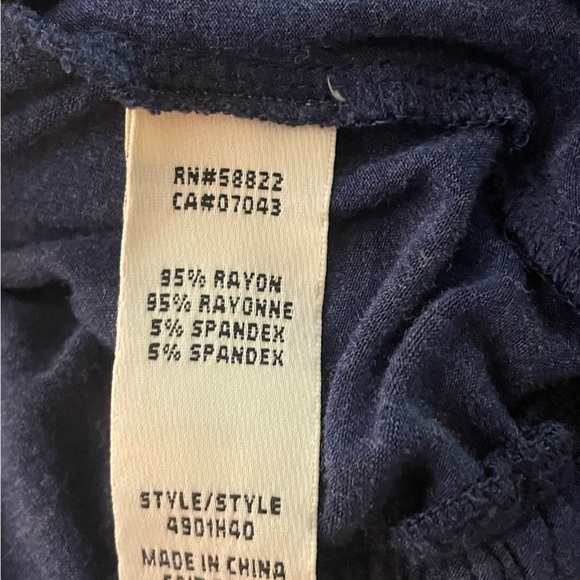 RN#58822
CA#07043
95% RAYON
95% RAYONNE
5% SPANDEX
5% SPANDEX
STYLE/STYLE
4901H40
MADE IN CHINA